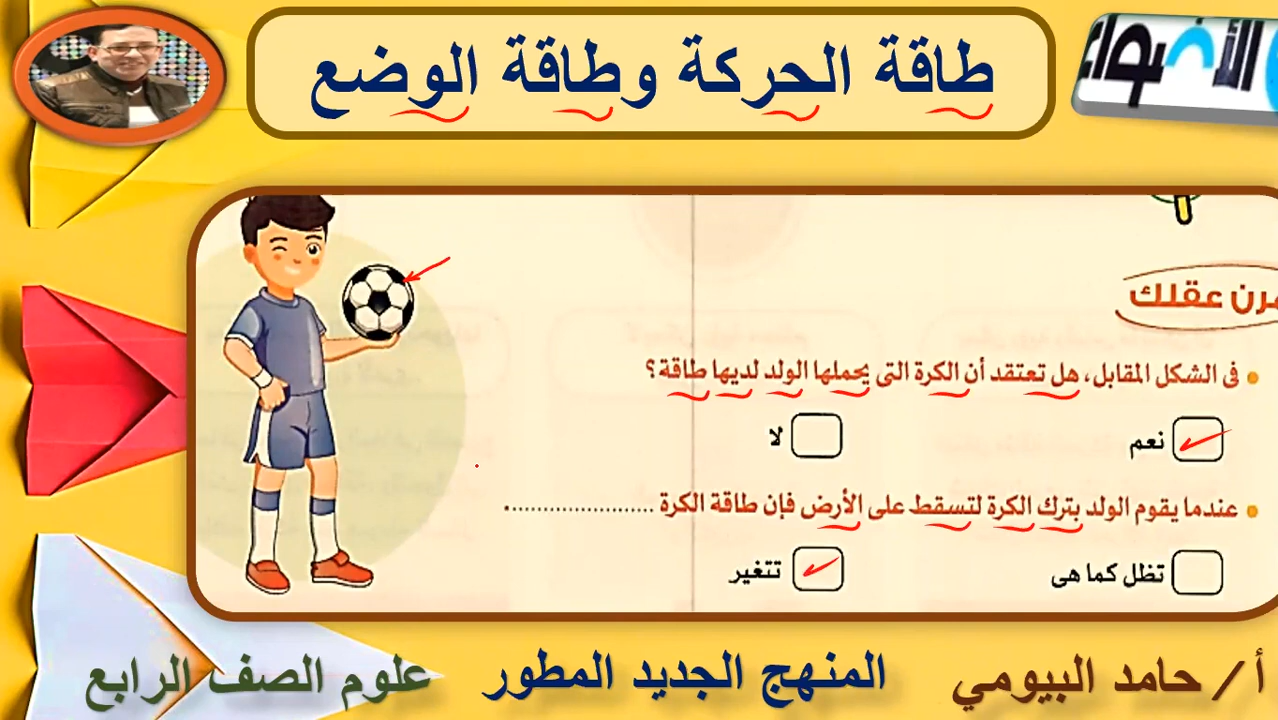 الأضواء
طاقة الحركة وطاقة الوضع
مرن عقلك
فى الشكل المقابل، هل تعتقد أن الكرة التى يحملها الولد لديها طاقة؟
نعم
لا
عندما يقوم الولد بترك الكرة لتسقط على الأرض فإن طاقة الكرة ......................
تظل كما هى
تتغير
أ / حامد البيومي
المنهج الجديد المطور
علوم الصف الرابع